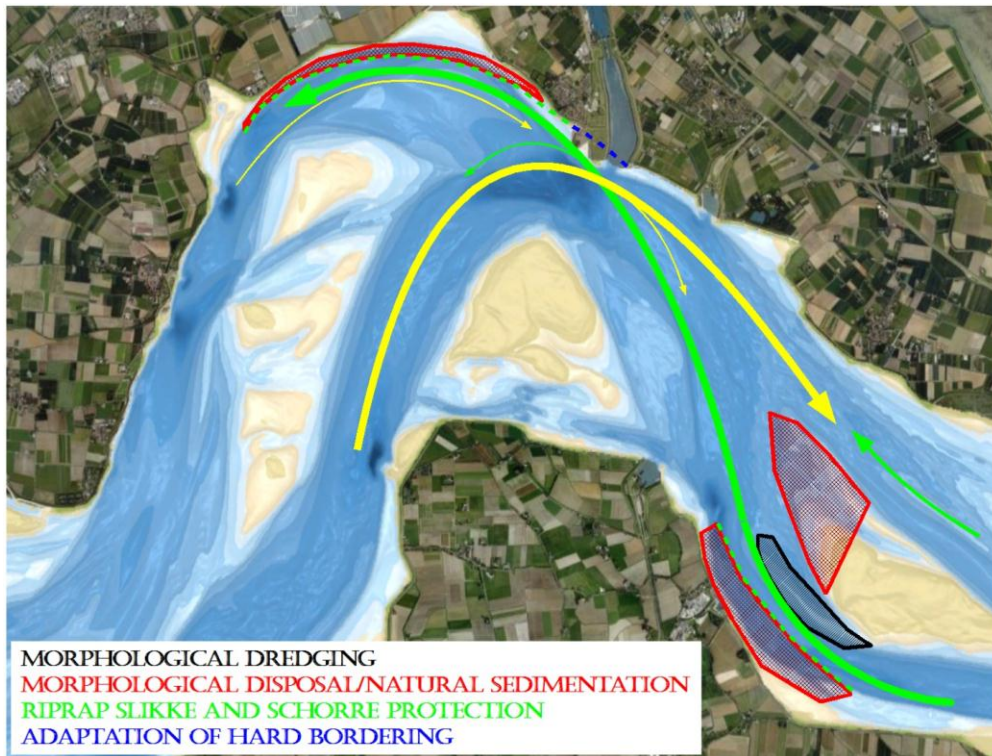 MORPHOLOGICAL DREDGING
MORPHOLOGICAL DISPOSAL/NATURAL SEDIMENTATION
RIPRAP SLIKKE AND SCHORRE PROTECTION
ADAPTATION OF HARD BORDERING